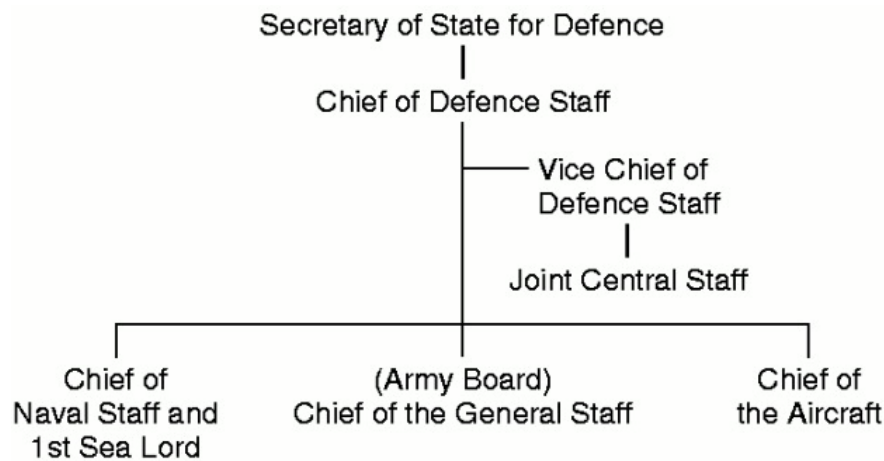 Secretary of State for Defence
Chief of Defence Staff
Vice Chief of
Defence Staff
Joint Central Staff
Chief of
Naval Staff and
1st Sea Lord
(Army Board)
Chief of the General Staff
Chief of
the Aircraft